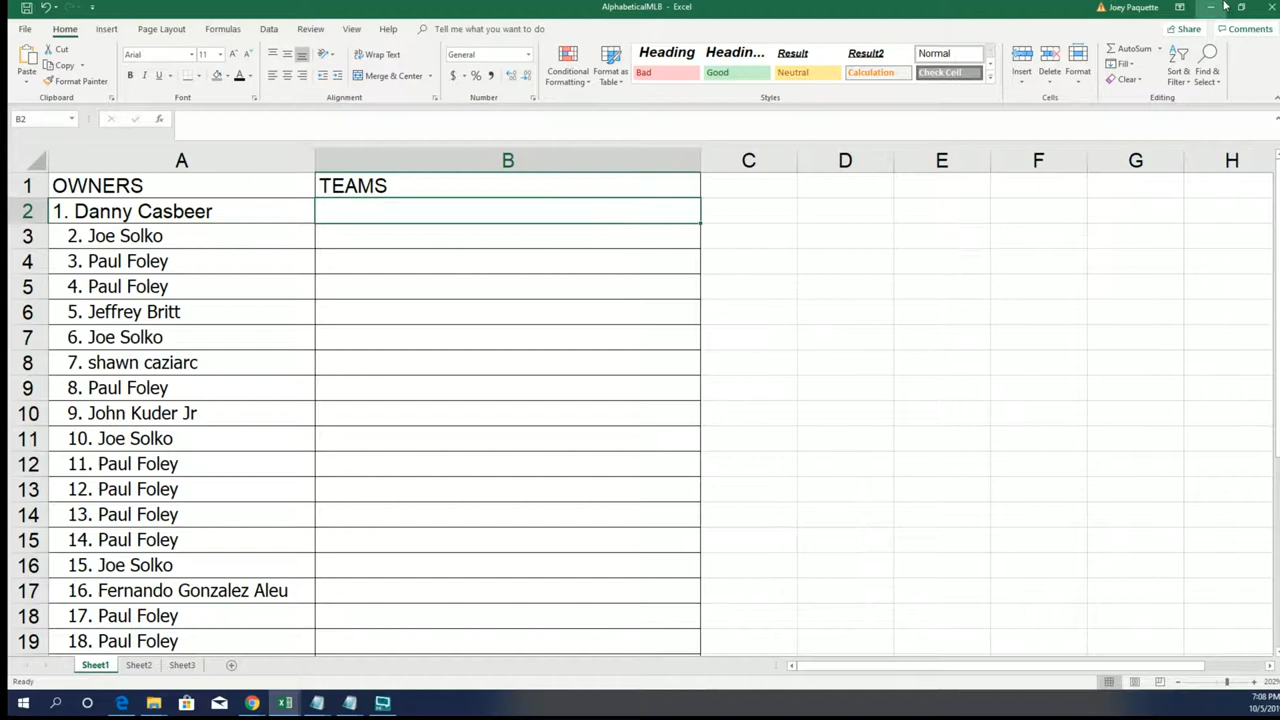 AlphabeticalMLB - Excel
Joey Paquette
File Home Insert Page Layout Formulas Data Review View Help Tell me what you want to do
Share Comments
Paste
Cut
Copy
Format Painter
Clipboard
Arial 11
B I U
Font
Wrap Text
Merge & Center
Alignment
General
$ % ,
Number
Conditional Formatting
Format as Table
Heading Headin... Result Result2 Normal
Bad Good Neutral Calculation Check Cell
Styles
Insert Delete Format
Cells
AutoSum
Fill
Clear
Sort & Filter
Find & Select
Editing
B2
A B C D E F G H
1 OWNERS TEAMS
2 1. Danny Casbeer
3 2. Joe Solko
4 3. Paul Foley
5 4. Paul Foley
6 5. Jeffrey Britt
7 6. Joe Solko
8 7. shawn caziarc
9 8. Paul Foley
10 9. John Kuder Jr
11 10. Joe Solko
12 11. Paul Foley
13 12. Paul Foley
14 13. Paul Foley
15 14. Paul Foley
16 15. Joe Solko
17 16. Fernando Gonzalez Aleu
18 17. Paul Foley
19 18. Paul Foley
Sheet1 Sheet2 Sheet3
Ready
7:08 PM